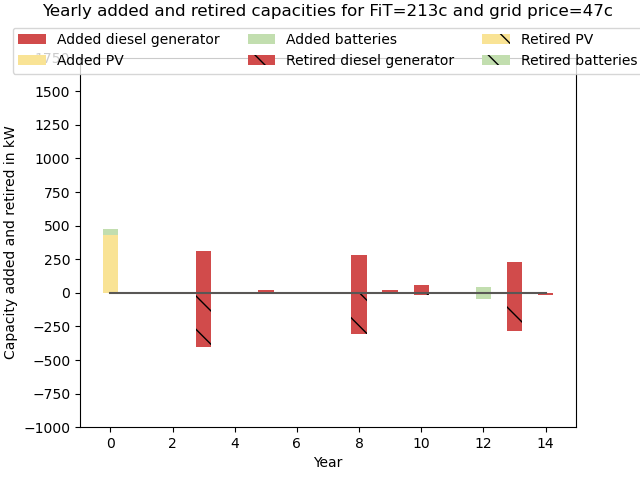 Yearly added and retired capacities for FiT=213c and grid price=47c
Added diesel generator
Added PV
Added batteries
Retired diesel generator
Retired PV
Retired batteries
1750
1500
1250
1000
750
500
250
0
−250
−500
−750
−1000
Capacity added and retired in kW
0 2 4 6 8 10 12 14
Year